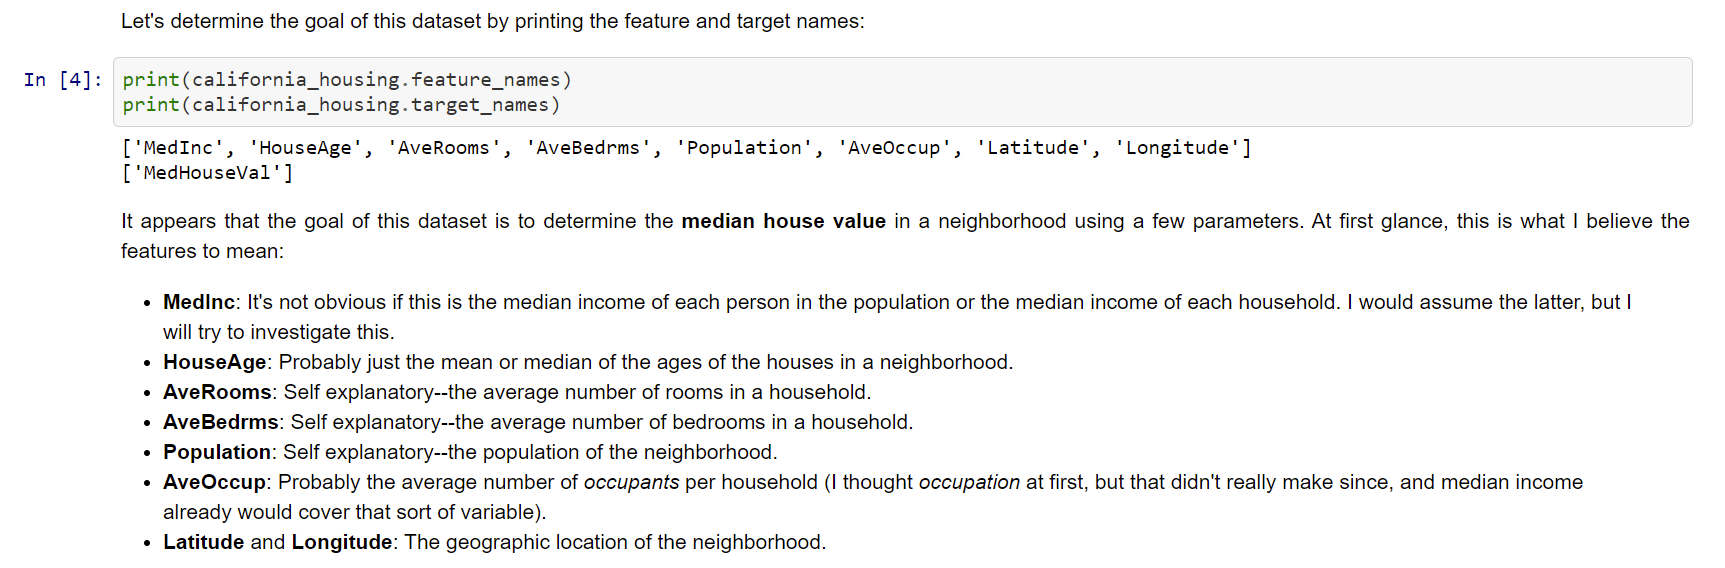 Let's determine the goal of this dataset by printing the feature and target names:
In [4]: print(california_housing.feature_names)
print(california_housing.target_names)
['MedInc', 'HouseAge', 'AveRooms', 'AveBedrms', 'Population', 'AveOccup', 'Latitude', 'Longitude']
['MedHouseVal']
It appears that the goal of this dataset is to determine the median house value in a neighborhood using a few parameters. At first glance, this is what I believe the
features to mean:
• MedInc: It's not obvious if this is the median income of each person in the population or the median income of each household. I would assume the latter, but I
will try to investigate this.
• HouseAge: Probably just the mean or median of the ages of the houses in a neighborhood.
• AveRooms: Self explanatory--the average number of rooms in a household.
• AveBedrms: Self explanatory--the average number of bedrooms in a household.
• Population: Self explanatory--the population of the neighborhood.
• AveOccup: Probably the average number of occupants per household (I thought occupation at first, but that didn't really make since, and median income
already would cover that sort of variable).
• Latitude and Longitude: The geographic location of the neighborhood.